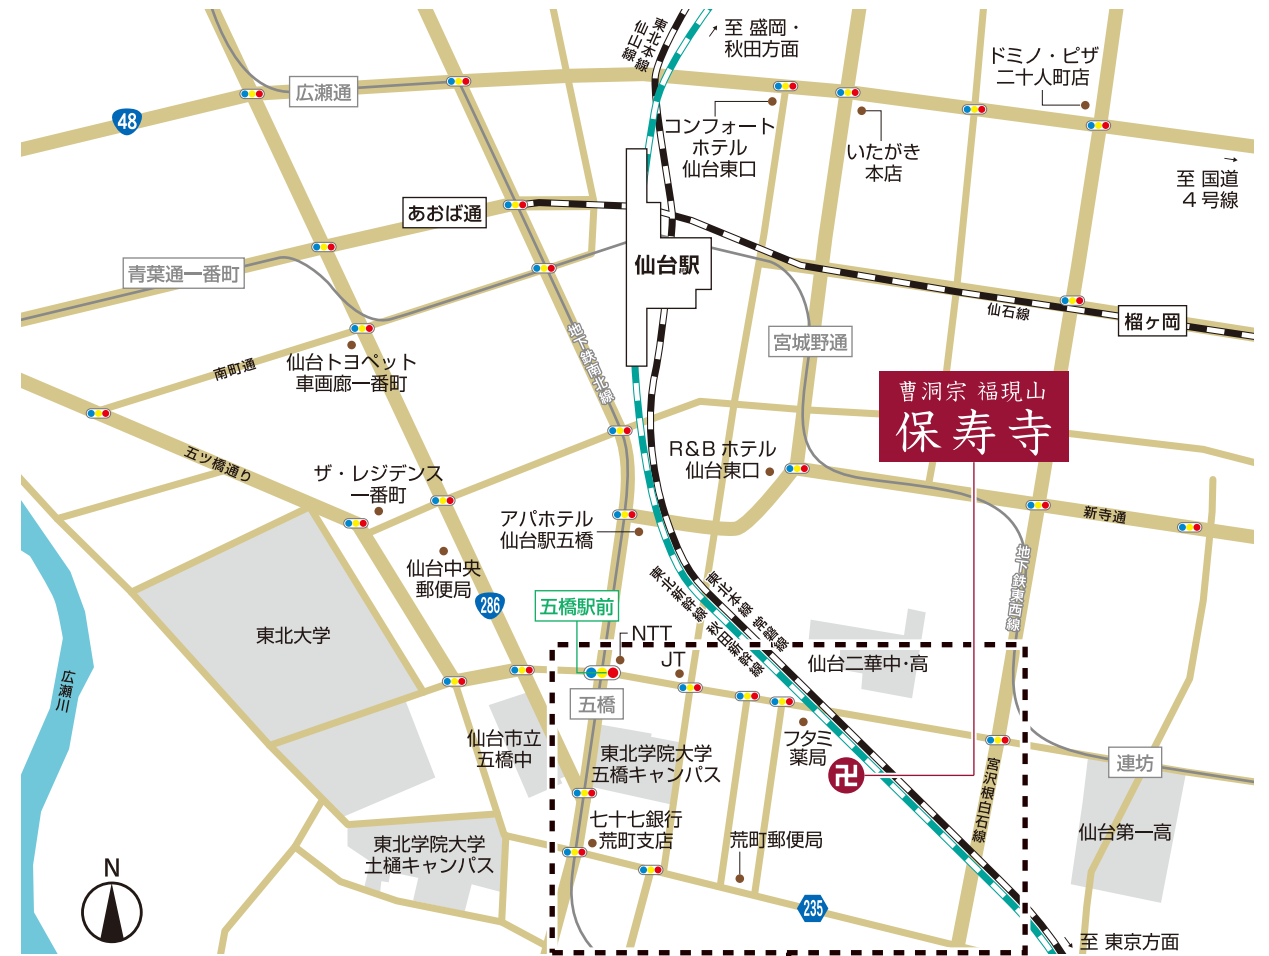 東北本線
仙山線
至 盛岡・
秋田方面
ドミノ・ピザ
二十人町店
広瀬通
48
コンフォート
ホテル
仙台東口
いたがき
本店
至 国道
4 号線
あおば通
青葉通一番町
仙台駅
仙石線
榴ヶ岡
宮城野通
地下鉄南北線
南町通
仙台トヨペット
車画廊一番町
曹洞宗 福現山
保寿寺
五ツ橋通り
ザ・レジデンス
一番町
R&B ホテル
仙台東口
アパホテル
仙台駅五橋
新寺通
地下鉄東西線
仙台中央
郵便局
286
五橋駅前
東北新幹線
秋田新幹線
東北本線
常磐線
東北大学
NTT
JT
仙台二華中・高
広瀬川
五橋
仙台市立
五橋中
東北学院大学
五橋キャンパス
フタミ
薬局
卍
連坊
宮沢根白石線
七十七銀行
荒町支店
荒町郵便局
仙台第一高
東北学院大学
土樋キャンパス
N
235
至 東京方面